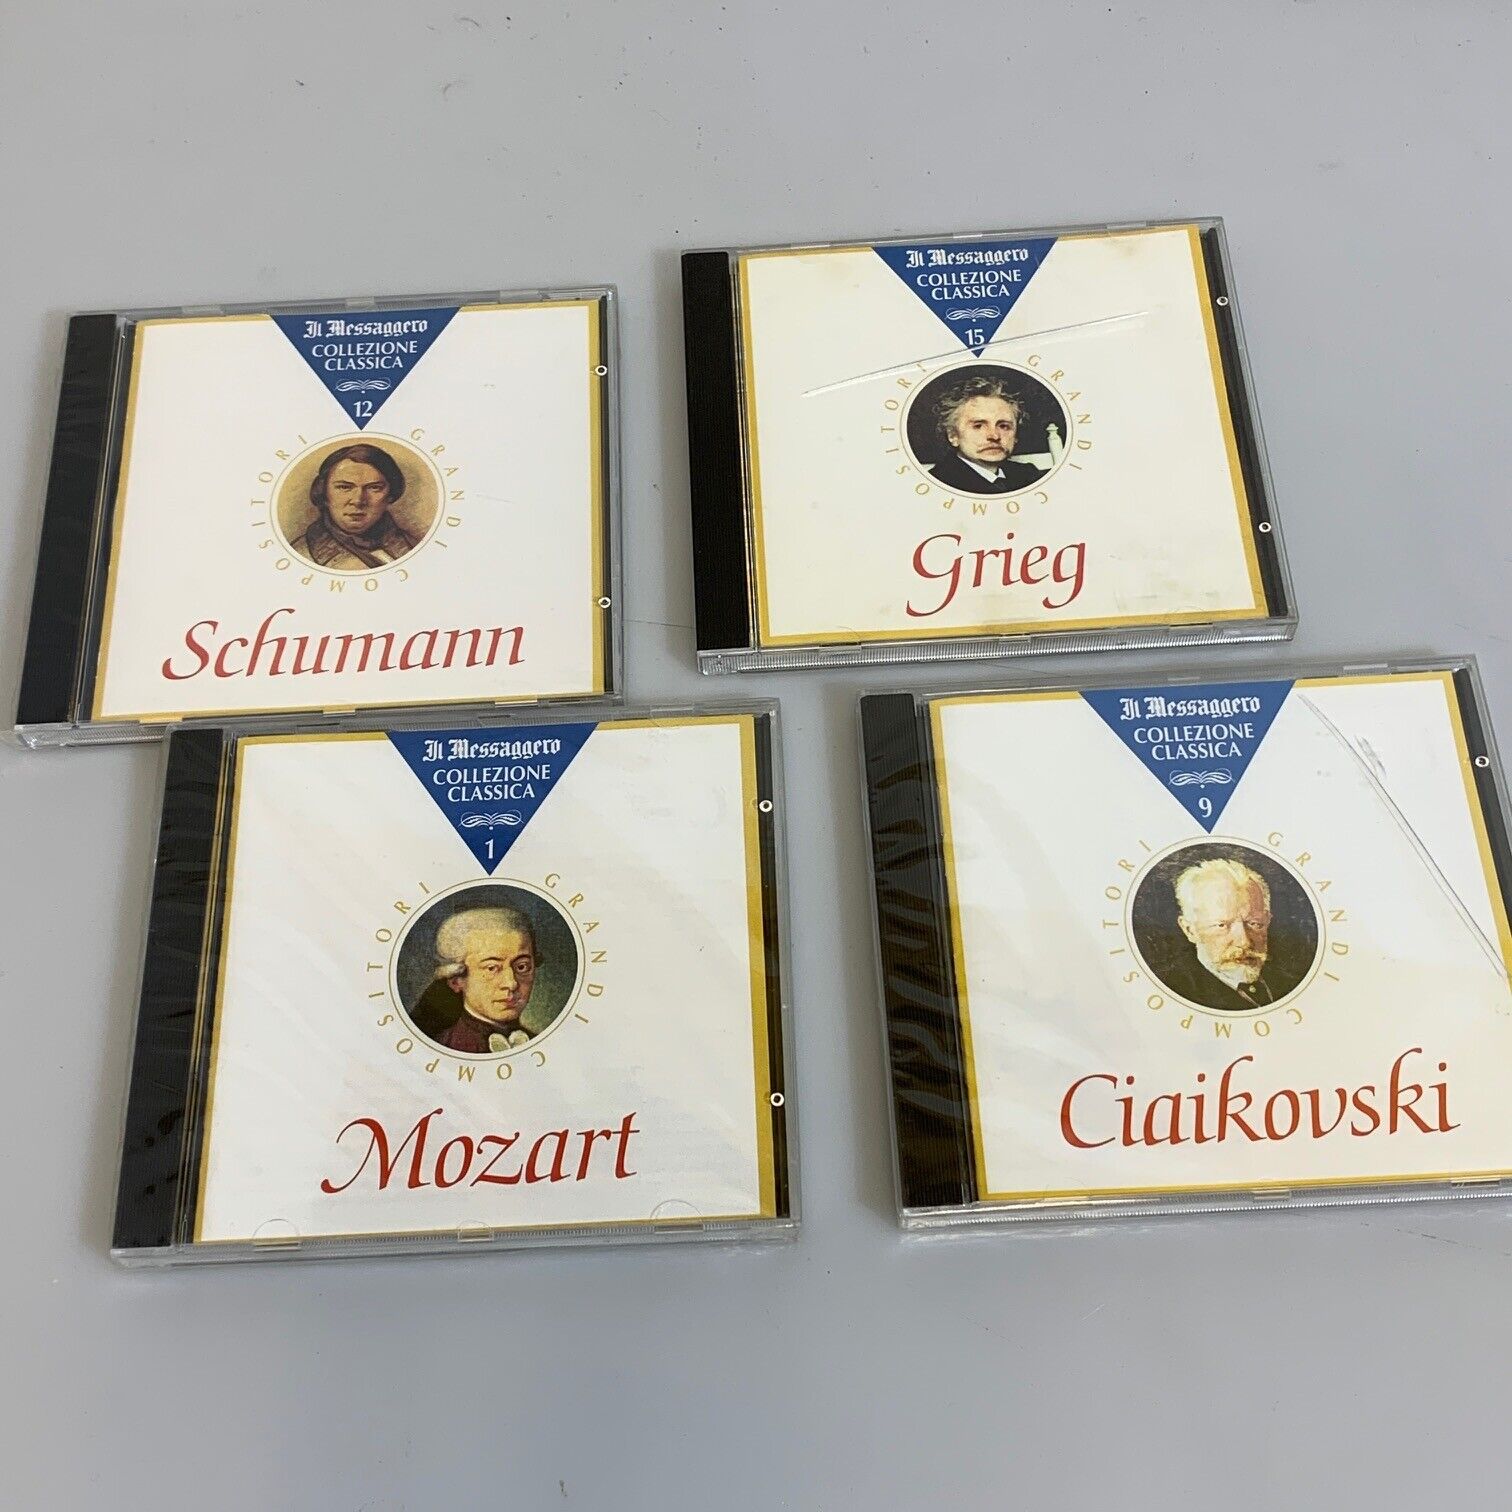 Il Messaggero
COLLEZIONE
CLASSICA
12
GRANDI COMPOSITORI
Schumann
Il Messaggero
COLLEZIONE
CLASSICA
15
GRANDI COMPOSITORI
Grieg
Il Messaggero
COLLEZIONE
CLASSICA
1
GRANDI COMPOSITORI
Mozart
Il Messaggero
COLLEZIONE
CLASSICA
9
GRANDI COMPOSITORI
Ciaikovski